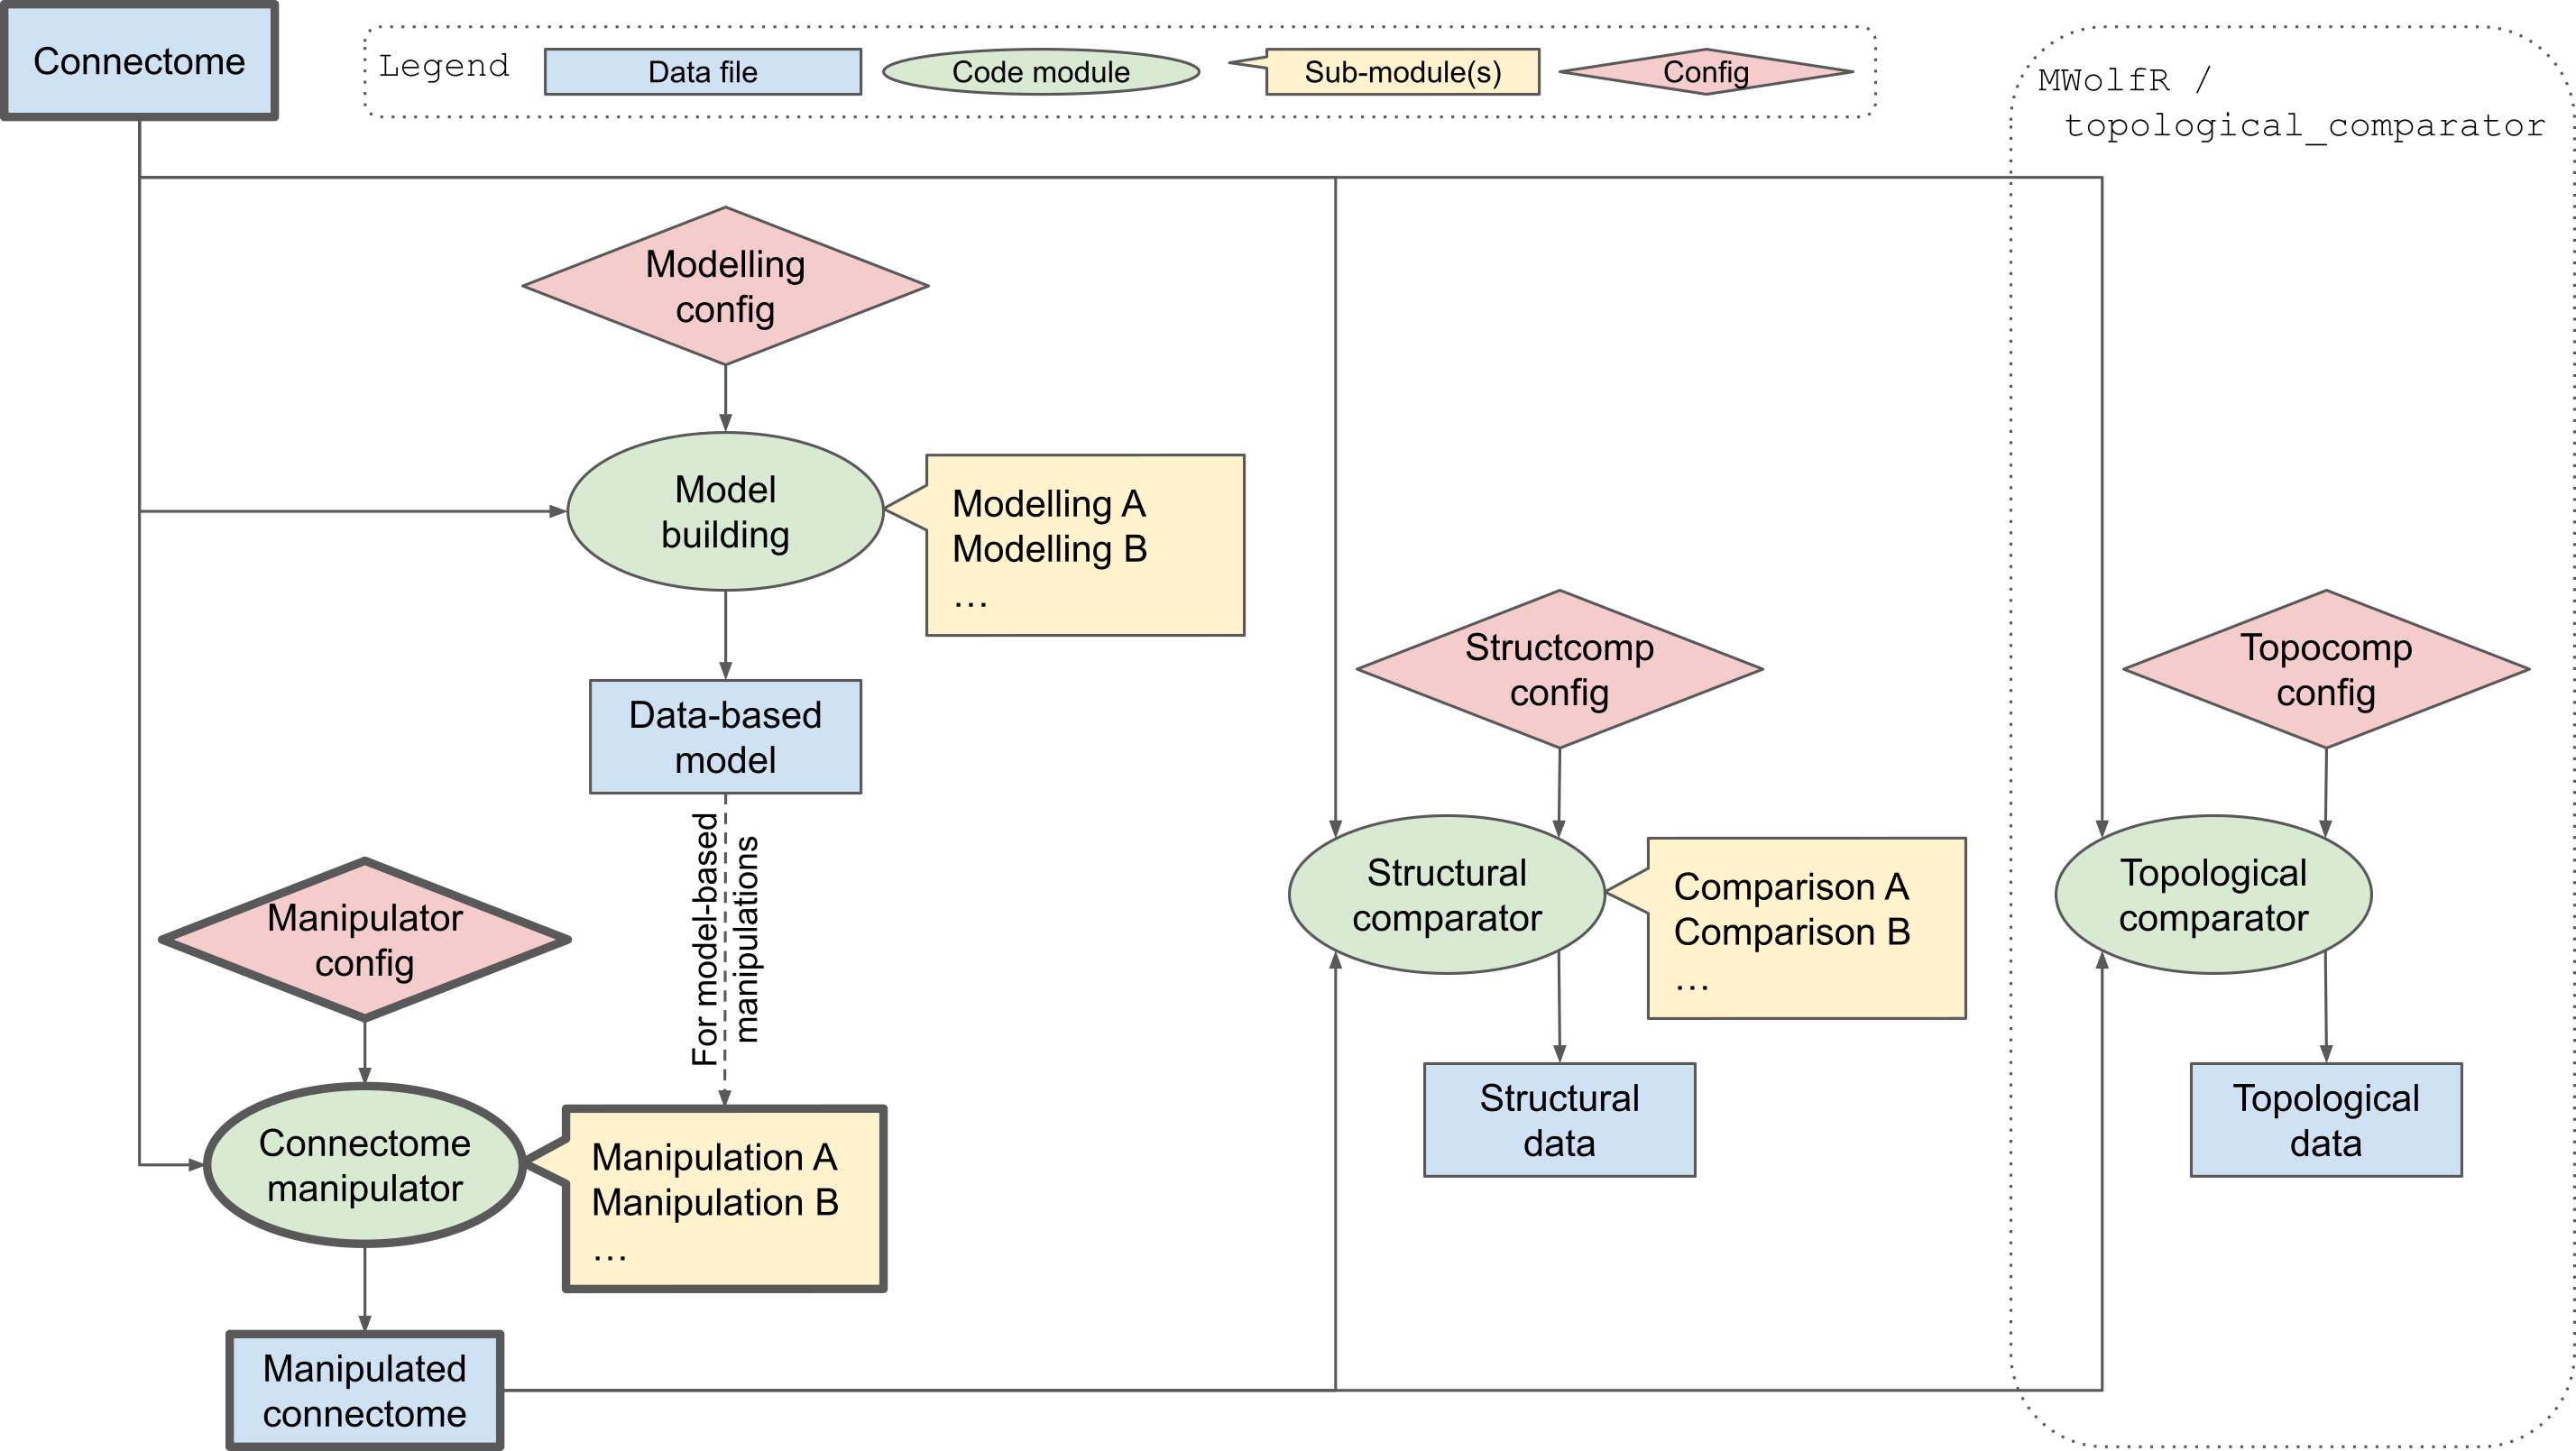 Connectome
Legend
Data file
Code module
Sub-module(s)
Config
MWolfR /
topological_comparator
Modelling
config
Model
building
Modelling A
Modelling B
…
Data-based
model
For model-based
manipulations
Manipulator
config
Connectome
manipulator
Manipulation A
Manipulation B
…
Manipulated
connectome
Structcomp
config
Structural
comparator
Comparison A
Comparison B
…
Structural
data
Topocomp
config
Topological
comparator
Topological
data